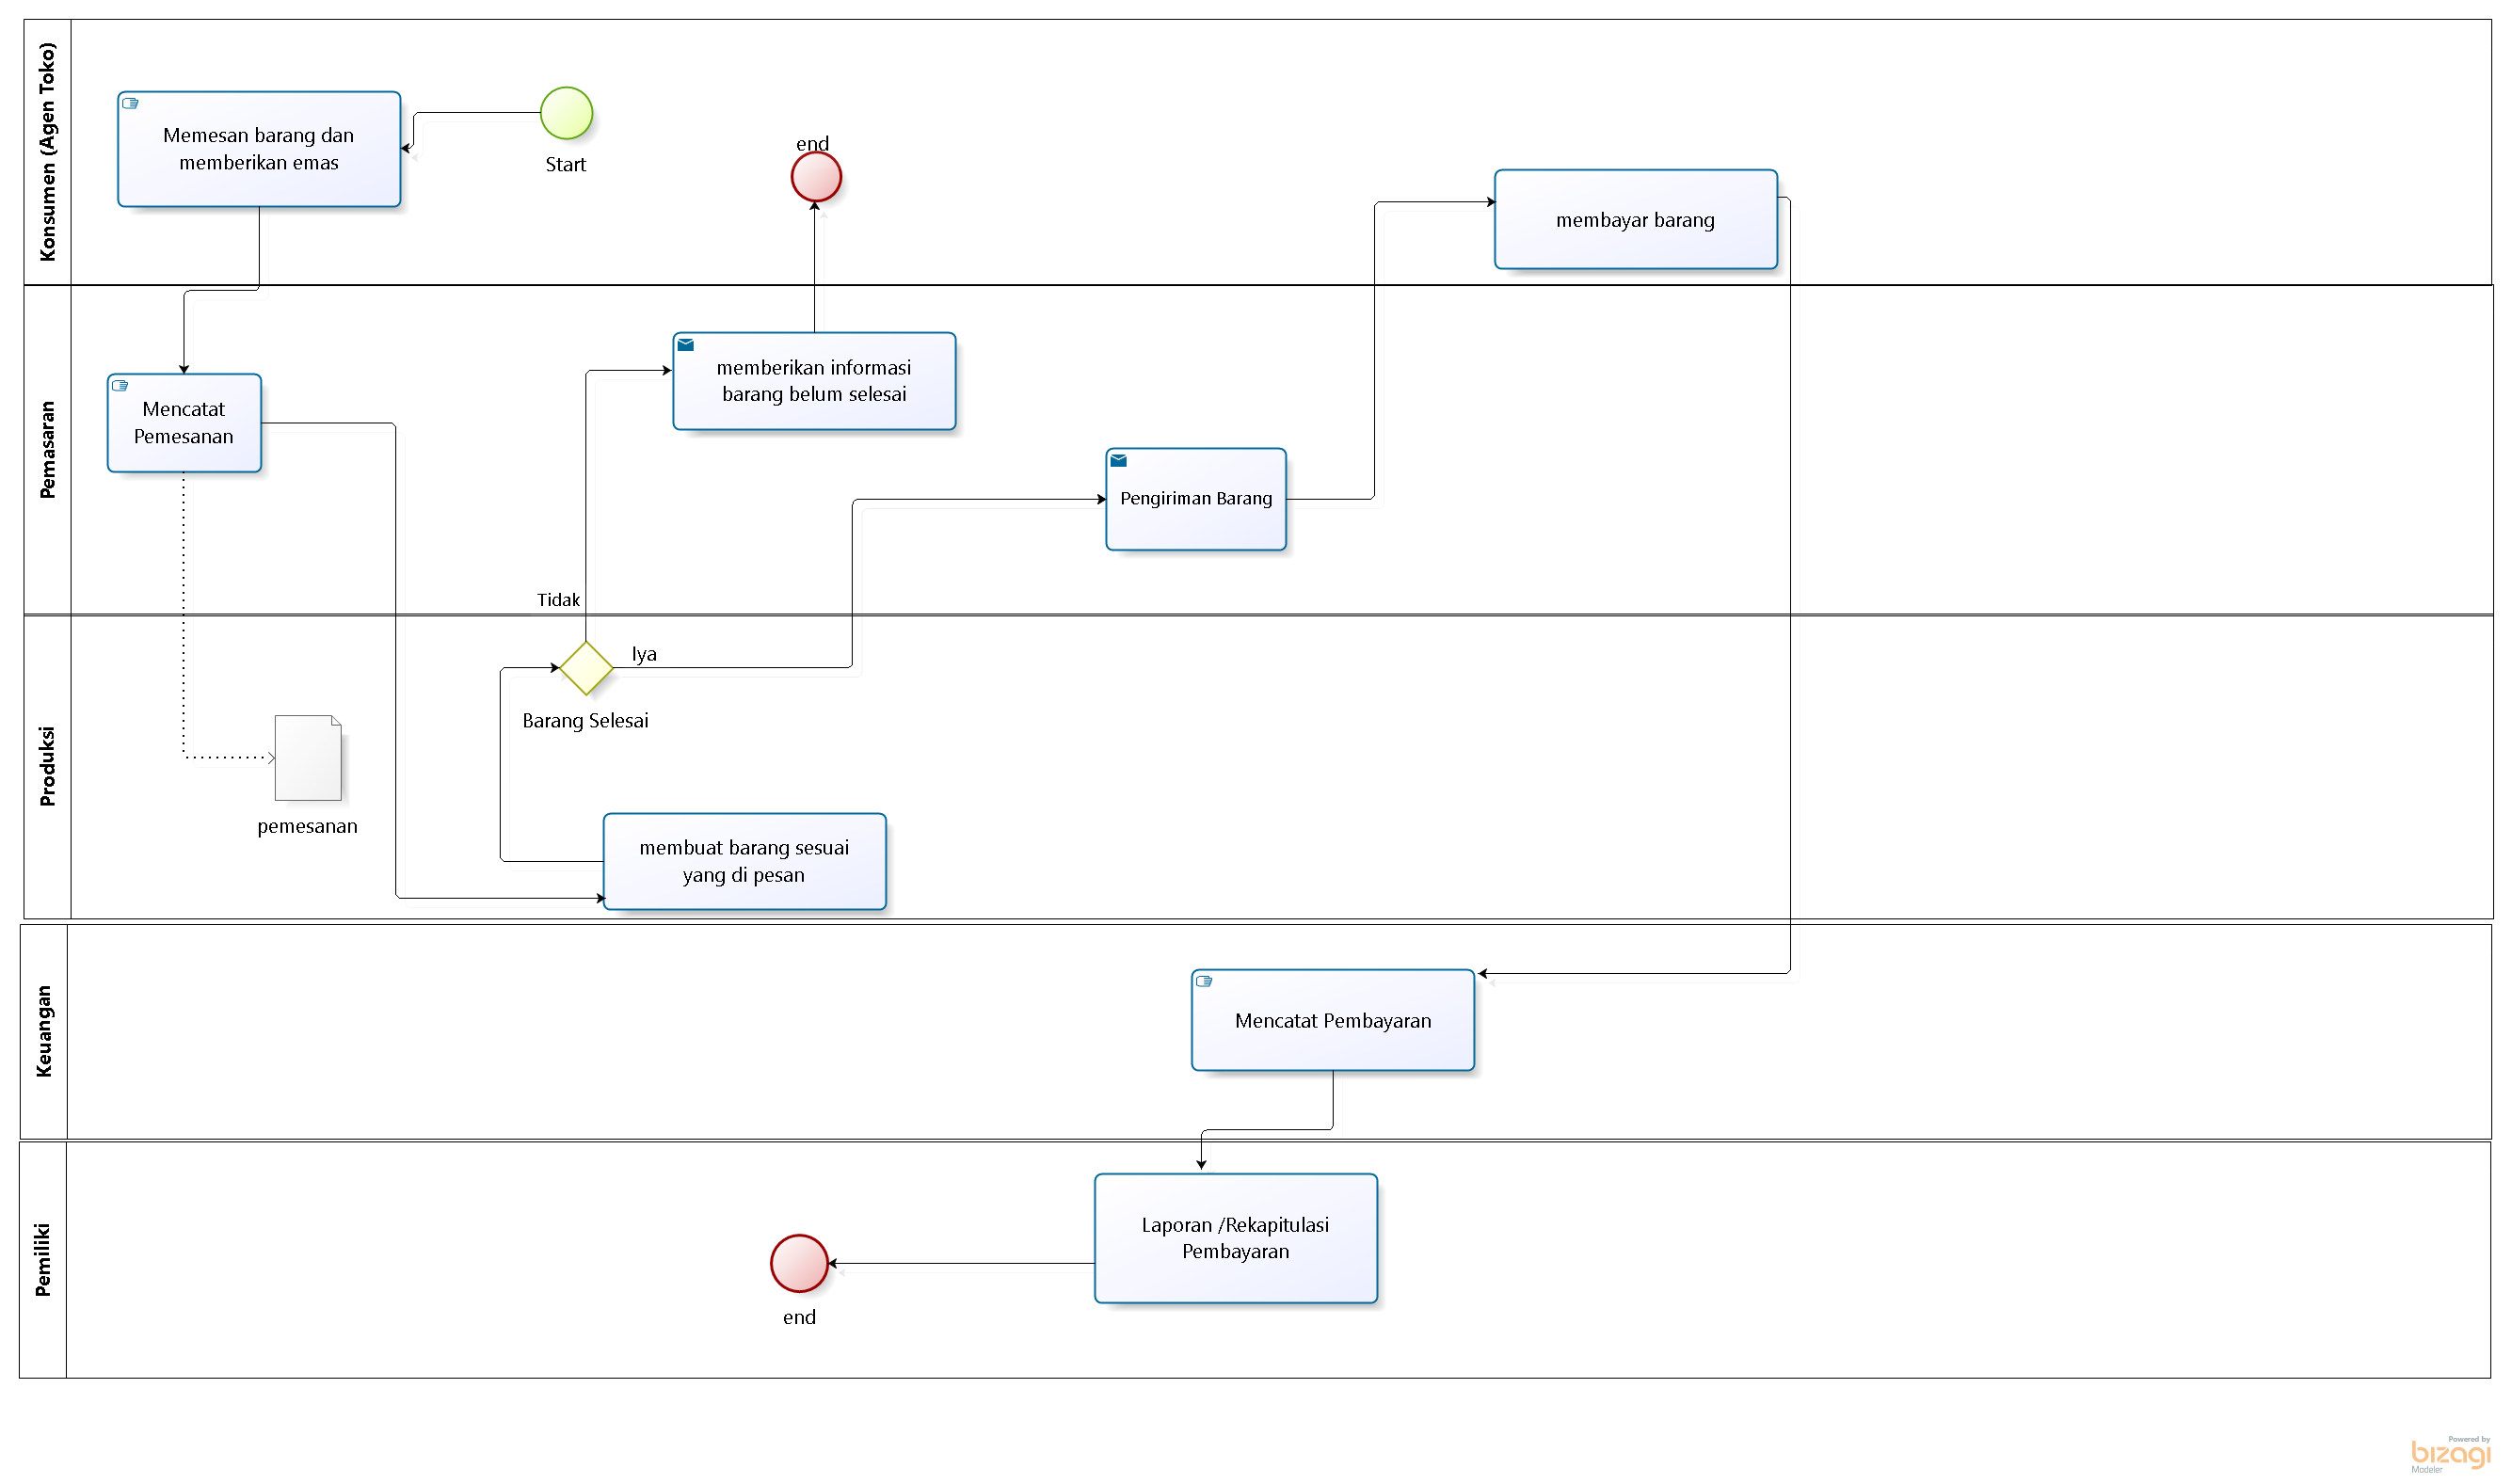 Konsumen (Agen Toko)
Memesan barang dan
memberikan emas
Start
end
membayar barang
Pemasaran
Mencatat
Pemesanan
memberikan informasi
barang belum selesai
Pengiriman Barang
Tidak
Produksi
Iya
Barang Selesai
pemesanan
membuat barang sesuai
yang di pesan
Keuangan
Mencatat Pembayaran
Pemiliki
Laporan /Rekapitulasi
Pembayaran
end
Powered by
bizagi
Modeler